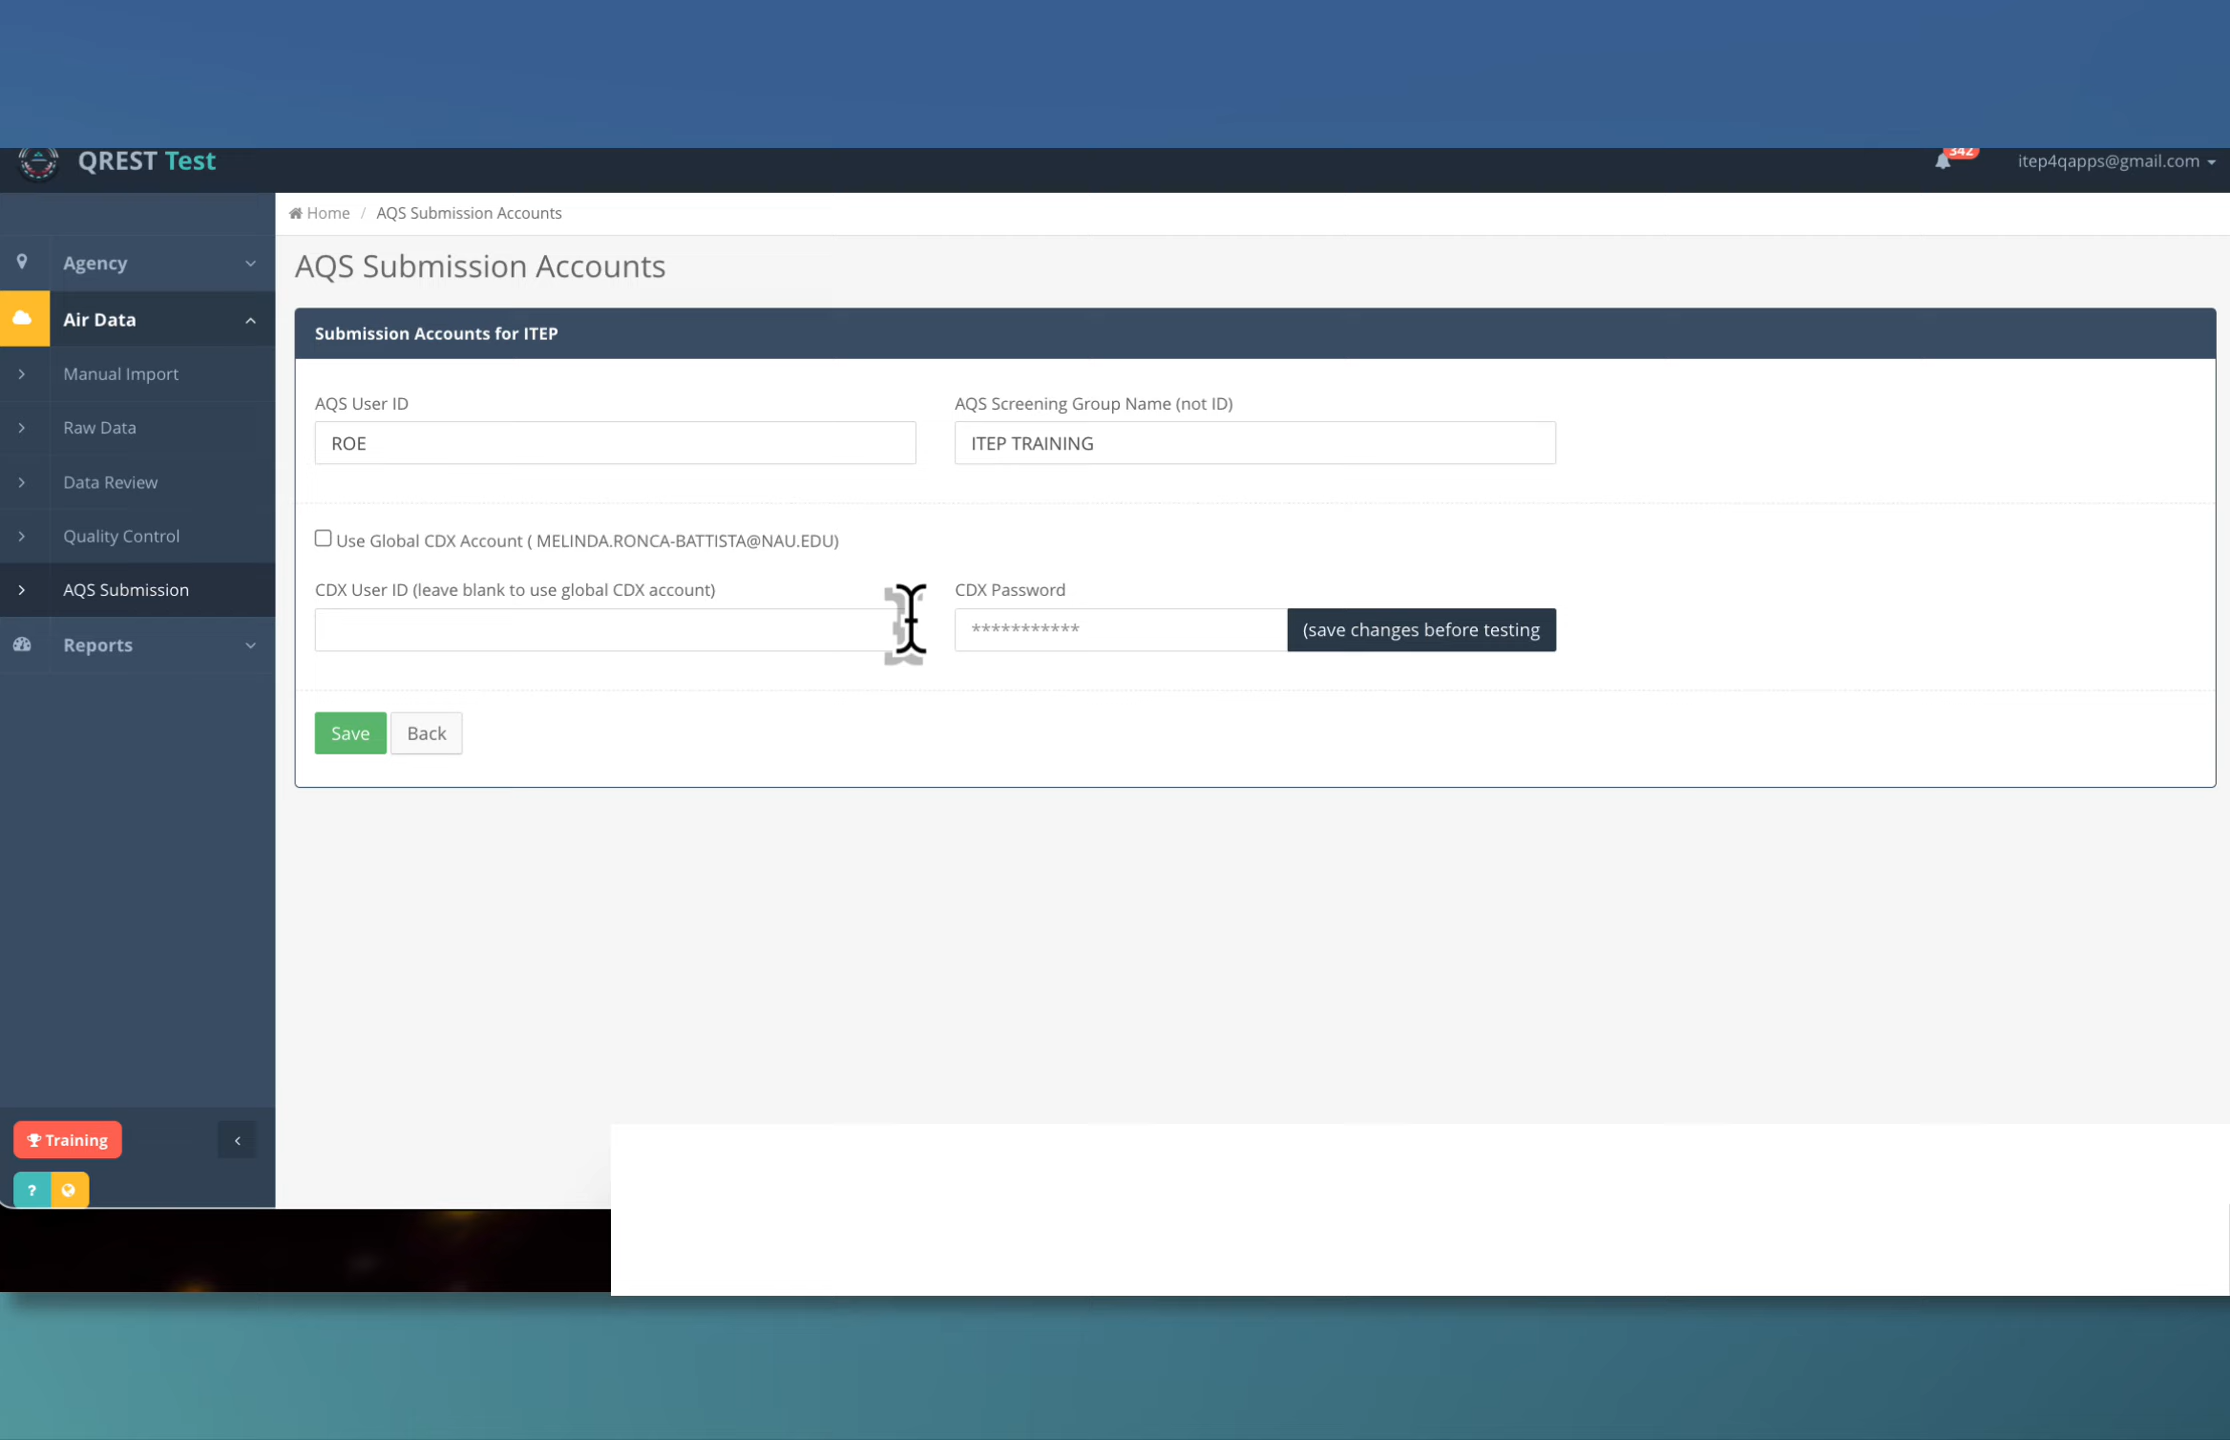 QREST Test
342
itep4qapps@gmail.com
Home / AQS Submission Accounts
Agency
Air Data
Manual Import
Raw Data
Data Review
Quality Control
AQS Submission
Reports
Training
?
AQS Submission Accounts
Submission Accounts for ITEP
AQS User ID
AQS Screening Group Name (not ID)
ROE
ITEP TRAINING
Use Global CDX Account ( MELINDA.RONCA-BATTISTA@NAU.EDU)
CDX User ID (leave blank to use global CDX account)
CDX Password
***********
(save changes before testing
Save
Back